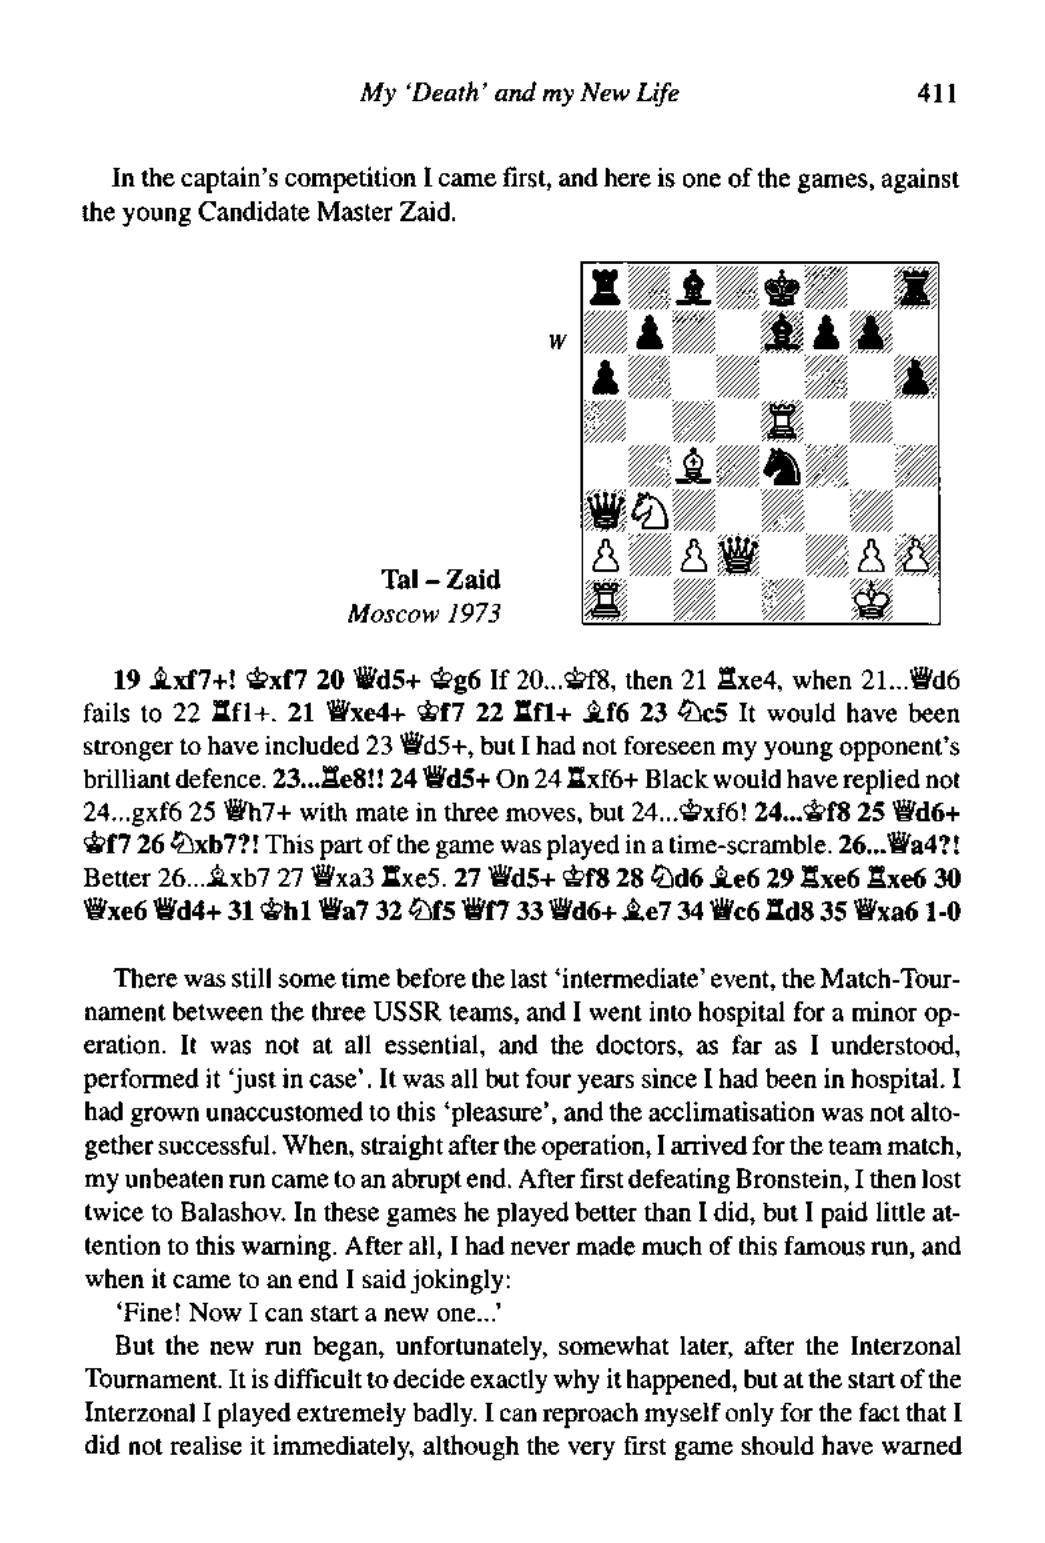 My 'Death' and my New Life 411
In the captain's competition I came first, and here is one of the games, against
the young Candidate Master Zaid.
W
Tal – Zaid
Moscow 1973
19 ♗xf7+! ♔xf7 20 ♕d5+ ♔g6 If 20...♔f8, then 21 ♖xe4, when 21...♕d6
fails to 22 ♖f1+. 21 ♕xe4+ ♔f7 22 ♖f1+ ♗f6 23 ♘c5 It would have been
stronger to have included 23 ♕d5+, but I had not foreseen my young opponent's
brilliant defence. 23...♖e8!! 24 ♕d5+ On 24 ♖xf6+ Black would have replied not
24...gxf6 25 ♕h7+ with mate in three moves, but 24...♔xf6! 24...♔f8 25 ♕d6+
♔f7 26 ♘xb7?! This part of the game was played in a time-scramble. 26...♕a4?!
Better 26...♗xb7 27 ♕xa3 ♖xe5. 27 ♕d5+ ♔f8 28 ♘d6 ♗e6 29 ♖xe6 ♖xe6 30
♕xe6 ♕d4+ 31 ♔h1 ♕a7 32 ♘f5 ♕f7 33 ♕d6+ ♗e7 34 ♕c6 ♖d8 35 ♕xa6 1-0
There was still some time before the last 'intermediate' event, the Match-Tour-
nament between the three USSR teams, and I went into hospital for a minor op-
eration. It was not at all essential, and the doctors, as far as I understood,
performed it 'just in case'. It was all but four years since I had been in hospital. I
had grown unaccustomed to this 'pleasure', and the acclimatisation was not alto-
gether successful. When, straight after the operation, I arrived for the team match,
my unbeaten run came to an abrupt end. After first defeating Bronstein, I then lost
twice to Balashov. In these games he played better than I did, but I paid little at-
tention to this warning. After all, I had never made much of this famous run, and
when it came to an end I said jokingly:
'Fine! Now I can start a new one...'
But the new run began, unfortunately, somewhat later, after the Interzonal
Tournament. It is difficult to decide exactly why it happened, but at the start of the
Interzonal I played extremely badly. I can reproach myself only for the fact that I
did not realise it immediately, although the very first game should have warned